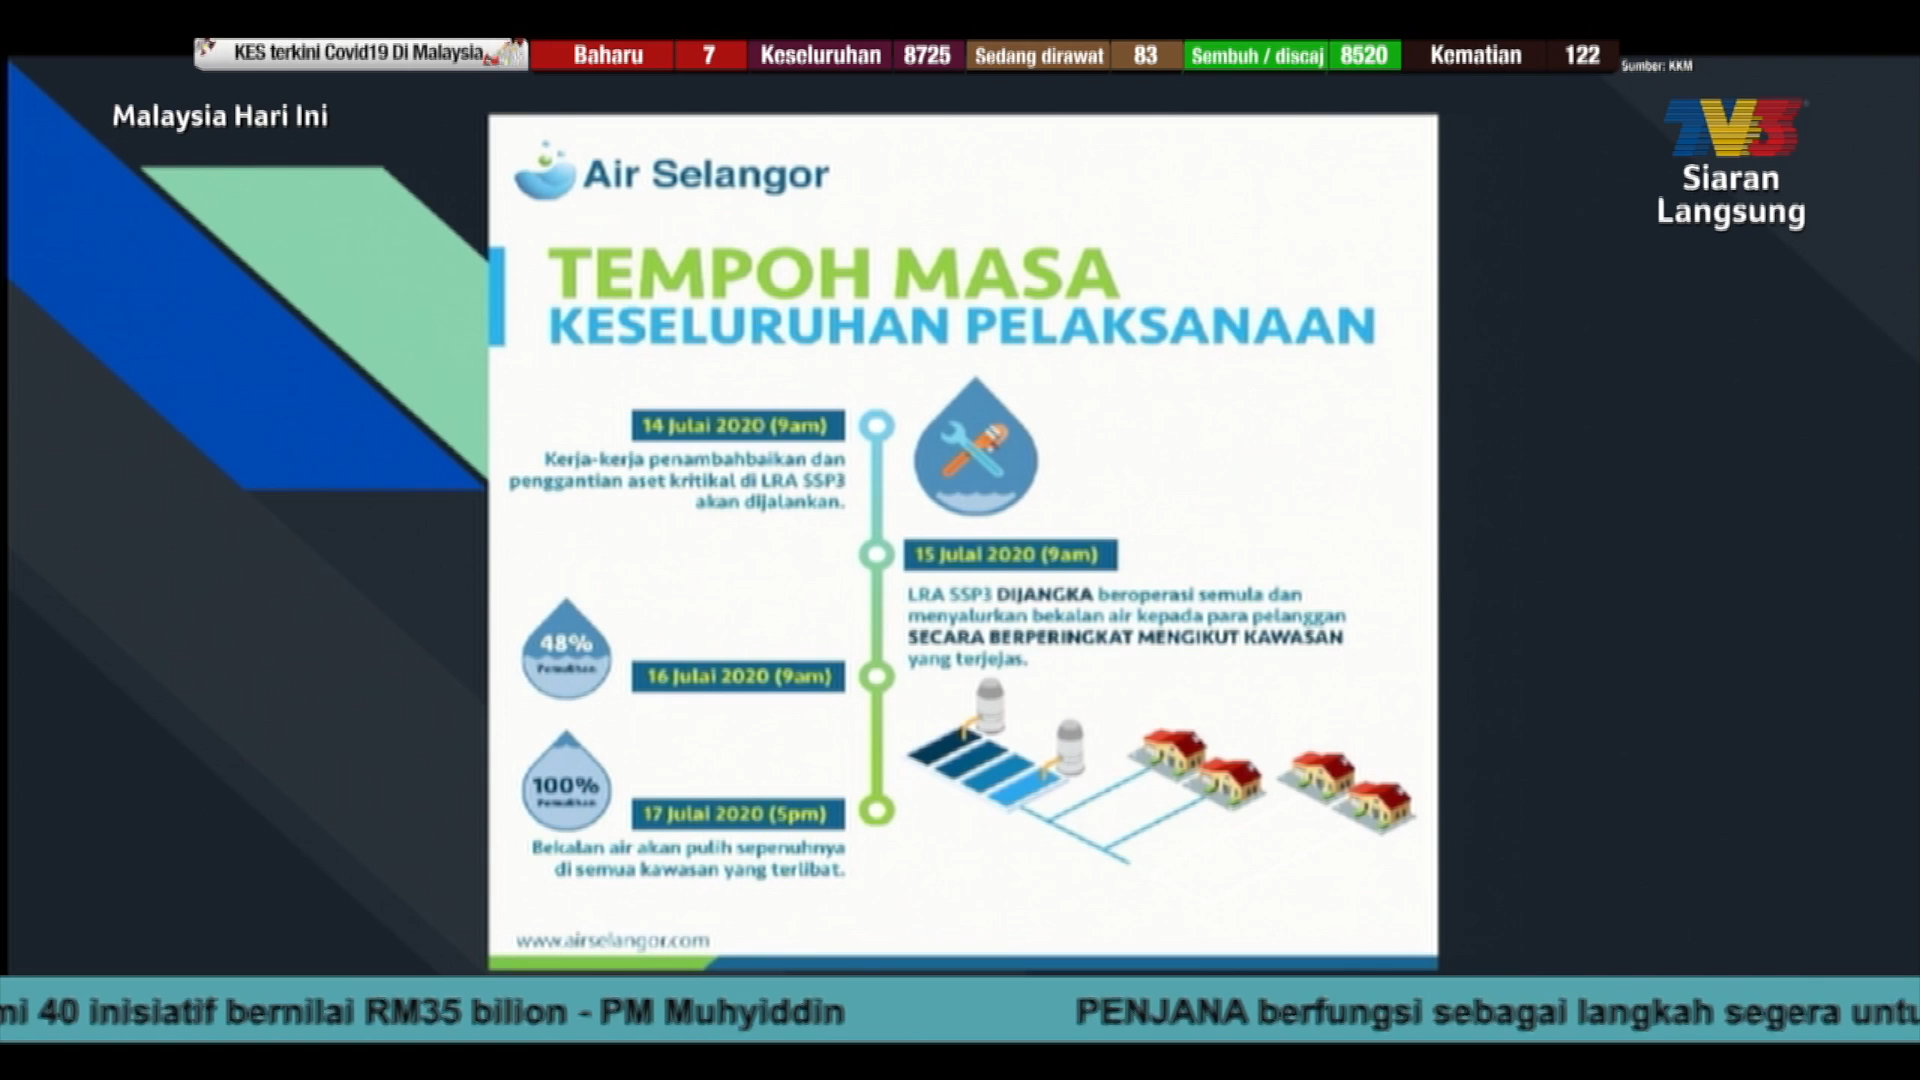 KES terkini Covid19 Di Malaysia
Baharu 7 Keseluruhan 8725 Sedang dirawat 83 Sembuh / discaj 8520 Kematian 122
Sumber: KKM
Malaysia Hari Ini
TV3
Siaran
Langsung
Air Selangor
TEMPOH MASA
KESELURUHAN PELAKSANAAN
14 Julai 2020 (9am)
Kerja-kerja penambahbaikan dan
penggantian aset kritikal di LRA SSP3
akan dijalankan.
15 Julai 2020 (9am)
LRA SSP3 DIJANGKA beroperasi semula dan
menyalurkan bekalan air kepada para pelanggan
SECARA BERPERINGKAT MENGIKUT KAWASAN
yang terjejas.
48%
Pemulihan
16 Julai 2020 (9am)
100%
Pemulihan
17 Julai 2020 (5pm)
Bekalan air akan pulih sepenuhnya
di semua kawasan yang terlibat.
www.airselangor.com
mi 40 inisiatif bernilai RM35 bilion - PM Muhyiddin PENJANA berfungsi sebagai langkah segera untu